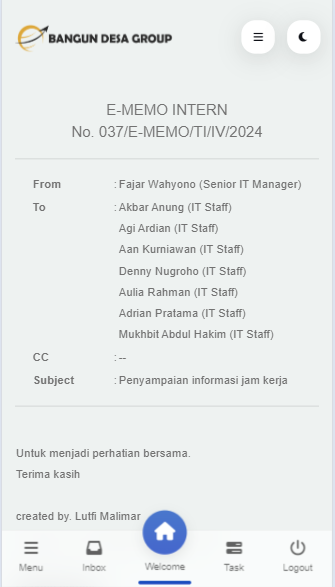 BANGUN DESA GROUP
E-MEMO INTERN
No. 037/E-MEMO/TI/IV/2024
From : Fajar Wahyono (Senior IT Manager)
To : Akbar Anung (IT Staff)
Agi Ardian (IT Staff)
Aan Kurniawan (IT Staff)
Denny Nugroho (IT Staff)
Aulia Rahman (IT Staff)
Adrian Pratama (IT Staff)
Mukhbit Abdul Hakim (IT Staff)
CC : --
Subject : Penyampaian informasi jam kerja
Untuk menjadi perhatian bersama.
Terima kasih
created by. Lutfi Malimar
Menu Inbox Welcome Task Logout